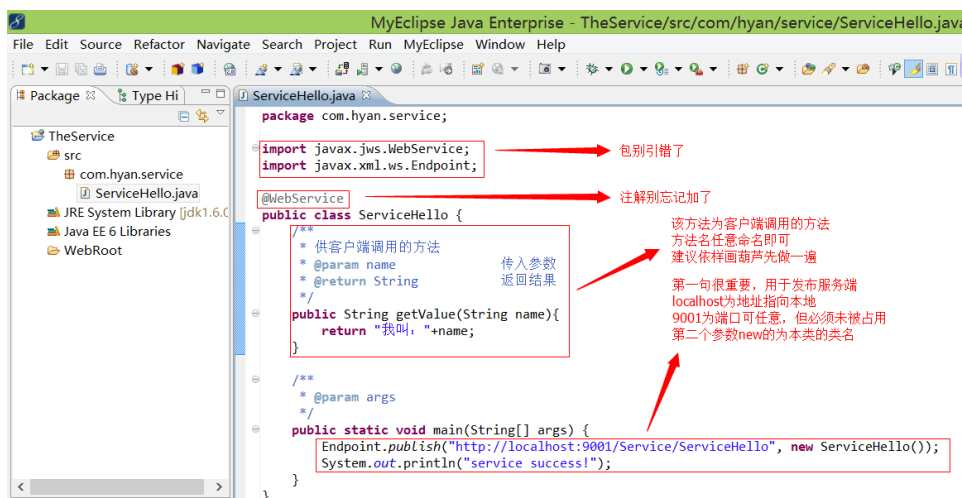 MyEclipse Java Enterprise - TheService/src/com/hyan/service/ServiceHello.java
File Edit Source Refactor Navigate Search Project Run MyEclipse Window Help
Package
Type Hi
ServiceHello.java
TheService
src
com.hyan.service
ServiceHello.java
JRE System Library [jdk1.6.0
Java EE 6 Libraries
WebRoot
package com.hyan.service;
import javax.jws.WebService;
import javax.xml.ws.Endpoint;
包别引错了
@WebService
注解别忘记加了
public class ServiceHello {
/**
* 供客户端调用的方法
* @param name 传入参数
* @return String 返回结果
*/
public String getValue(String name){
return "我叫："+name;
}
该方法为客户端调用的方法
方法名任意命名即可
建议依样画葫芦先做一遍
第一句很重要，用于发布服务端
localhost为地址指向本地
9001为端口可任意，但必须未被占用
第二个参数new的为本类的类名
/**
* @param args
*/
public static void main(String[] args) {
Endpoint.publish("http://localhost:9001/Service/ServiceHello", new ServiceHello());
System.out.println("service success!");
}
}